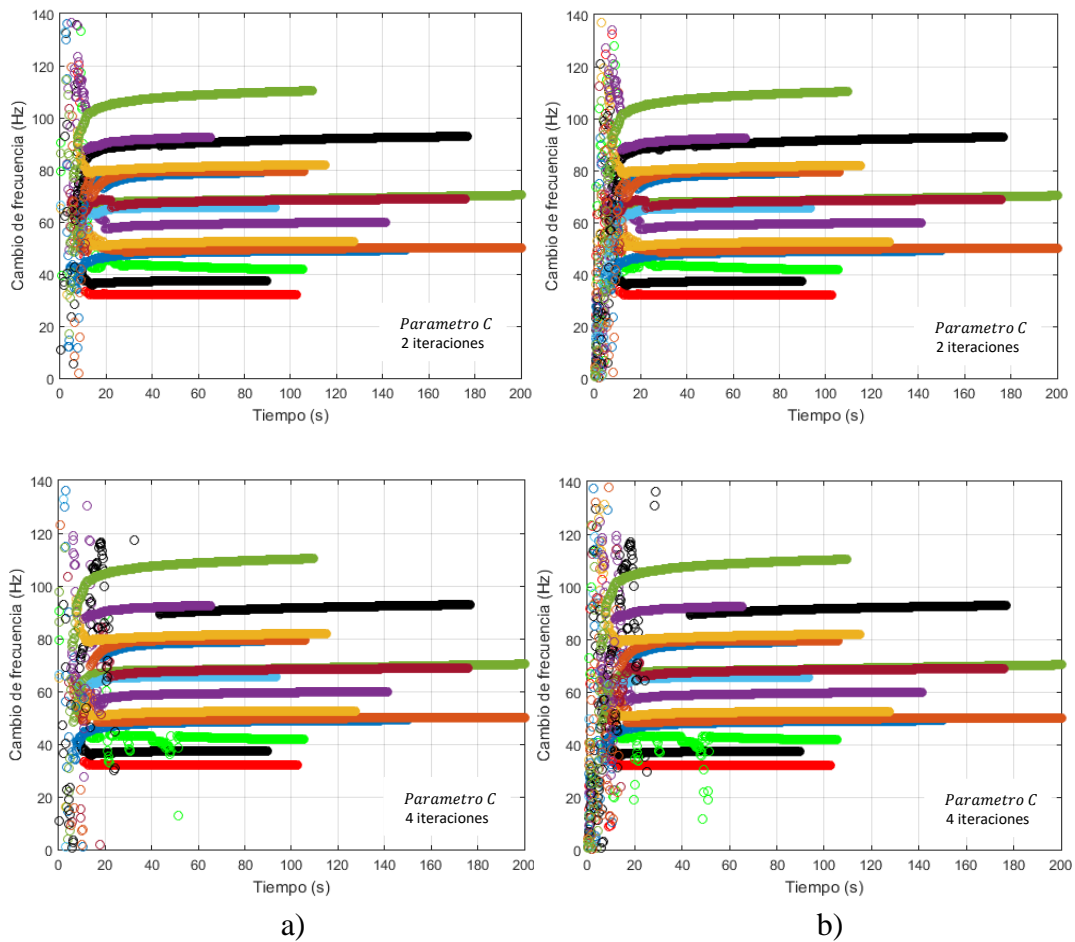 140
120
100
80
60
40
20
0
Cambio de frecuencia (Hz)
0 20 40 60 80 100 120 140 160 180 200
Tiempo (s)
Parametro C
2 iteraciones
140
120
100
80
60
40
20
0
Cambio de frecuencia (Hz)
0 20 40 60 80 100 120 140 160 180 200
Tiempo (s)
Parametro C
2 iteraciones
140
120
100
80
60
40
20
0
Cambio de frecuencia (Hz)
0 20 40 60 80 100 120 140 160 180 200
Tiempo (s)
Parametro C
4 iteraciones
140
120
100
80
60
40
20
0
Cambio de frecuencia (Hz)
0 20 40 60 80 100 120 140 160 180 200
Tiempo (s)
Parametro C
4 iteraciones
a)
b)